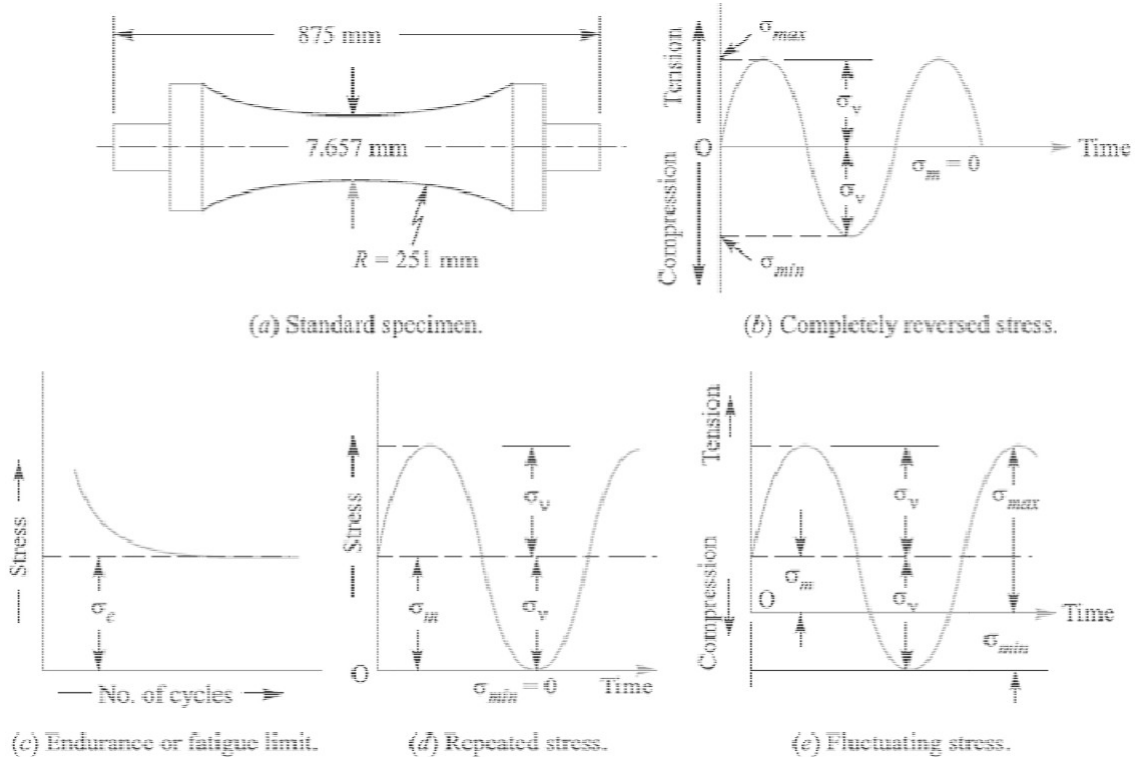 875 mm
7.657 mm
R = 251 mm
(a) Standard specimen.
Tension
Compression
σmax
σv
O
Time
σm = 0
σv
σmin
(b) Completely reversed stress.
Stress
σe
No. of cycles
(c) Endurance or fatigue limit.
Stress
σv
σm
σv
O
σmin = 0
Time
(d) Repeated stress.
Tension
Compression
σv
σmax
σm
O
σv
Time
σmin
(e) Fluctuating stress.